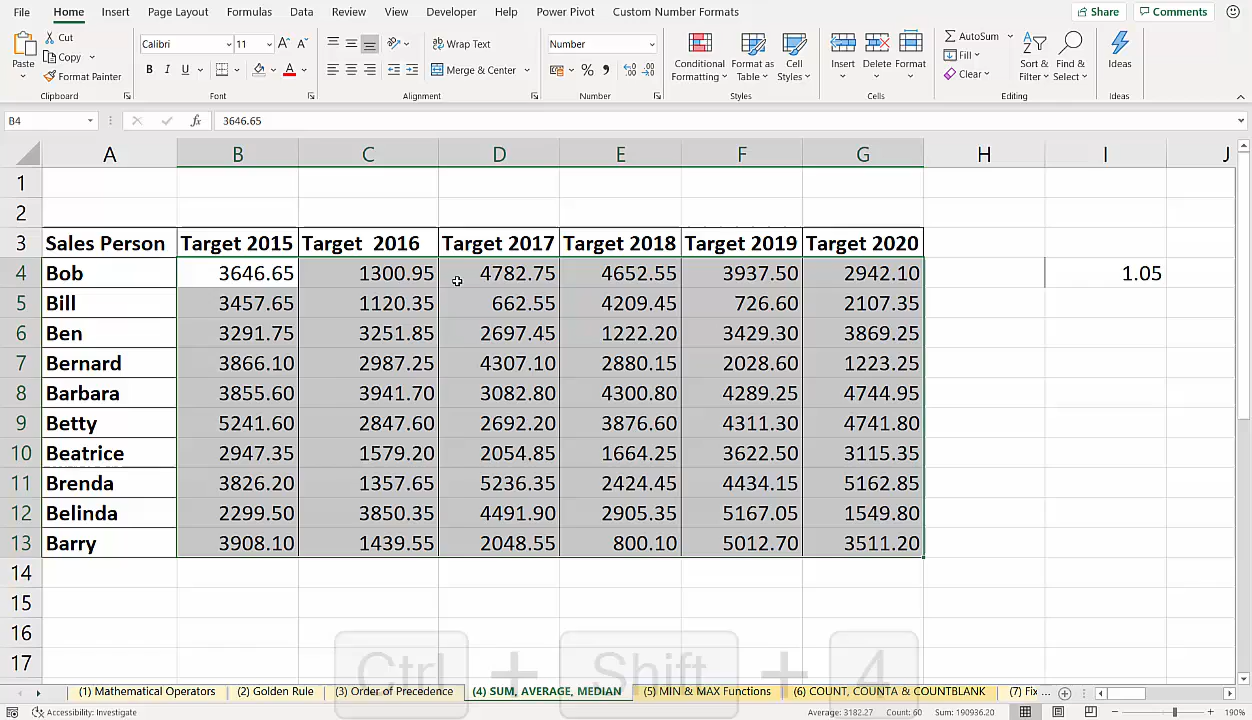 File Home Insert Page Layout Formulas Data Review View Developer Help Power Pivot Custom Number Formats Share Comments
Paste Cut Copy Format Painter Clipboard
Calibri 11 B I U Font
Wrap Text Merge & Center Alignment
Number % , Number
Conditional Formatting Format as Table Cell Styles Styles
Insert Delete Format Cells
AutoSum Fill Clear Sort & Filter Find & Select Editing
Ideas Ideas
B4 fx 3646.65
A B C D E F G H I J
1
2
3 Sales Person Target 2015 Target 2016 Target 2017 Target 2018 Target 2019 Target 2020
4 Bob 3646.65 1300.95 4782.75 4652.55 3937.50 2942.10 1.05
5 Bill 3457.65 1120.35 662.55 4209.45 726.60 2107.35
6 Ben 3291.75 3251.85 2697.45 1222.20 3429.30 3869.25
7 Bernard 3866.10 2987.25 4307.10 2880.15 2028.60 1223.25
8 Barbara 3855.60 3941.70 3082.80 4300.80 4289.25 4744.95
9 Betty 5241.60 2847.60 2692.20 3876.60 4311.30 4741.80
10 Beatrice 2947.35 1579.20 2054.85 1664.25 3622.50 3115.35
11 Brenda 3826.20 1357.65 5236.35 2424.45 4434.15 5162.85
12 Belinda 2299.50 3850.35 4491.90 2905.35 5167.05 1549.80
13 Barry 3908.10 1439.55 2048.55 800.10 5012.70 3511.20
14
15
16
17
Ctrl + Shift + 4
(1) Mathematical Operators (2) Golden Rule (3) Order of Precedence (4) SUM, AVERAGE, MEDIAN (5) MIN & MAX Functions (6) COUNT, COUNTA & COUNTBLANK (7) Fix ...
Accessibility: Investigate Average: 3182.27 Count: 60 Sum: 190936.20 190%